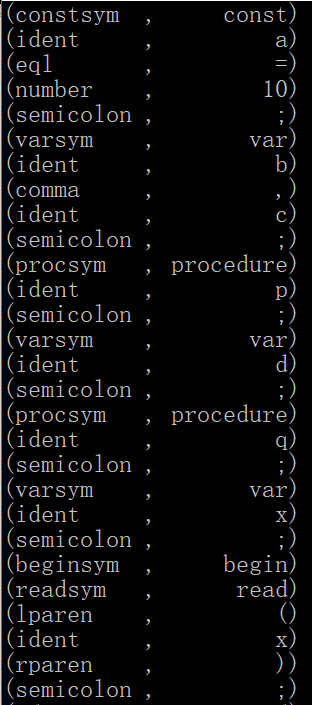 (constsym  ,     const)
(ident     ,         a)
(eql       ,         =)
(number    ,        10)
(semicolon ,         ;)
(varsym    ,       var)
(ident     ,         b)
(comma     ,         ,)
(ident     ,         c)
(semicolon ,         ;)
(procsym   , procedure)
(ident     ,         p)
(semicolon ,         ;)
(varsym    ,       var)
(ident     ,         d)
(semicolon ,         ;)
(procsym   , procedure)
(ident     ,         q)
(semicolon ,         ;)
(varsym    ,       var)
(ident     ,         x)
(semicolon ,         ;)
(beginsym  ,     begin)
(readsym   ,      read)
(lparen    ,         ()
(ident     ,         x)
(rparen    ,         ))
(semicolon ,         ;)